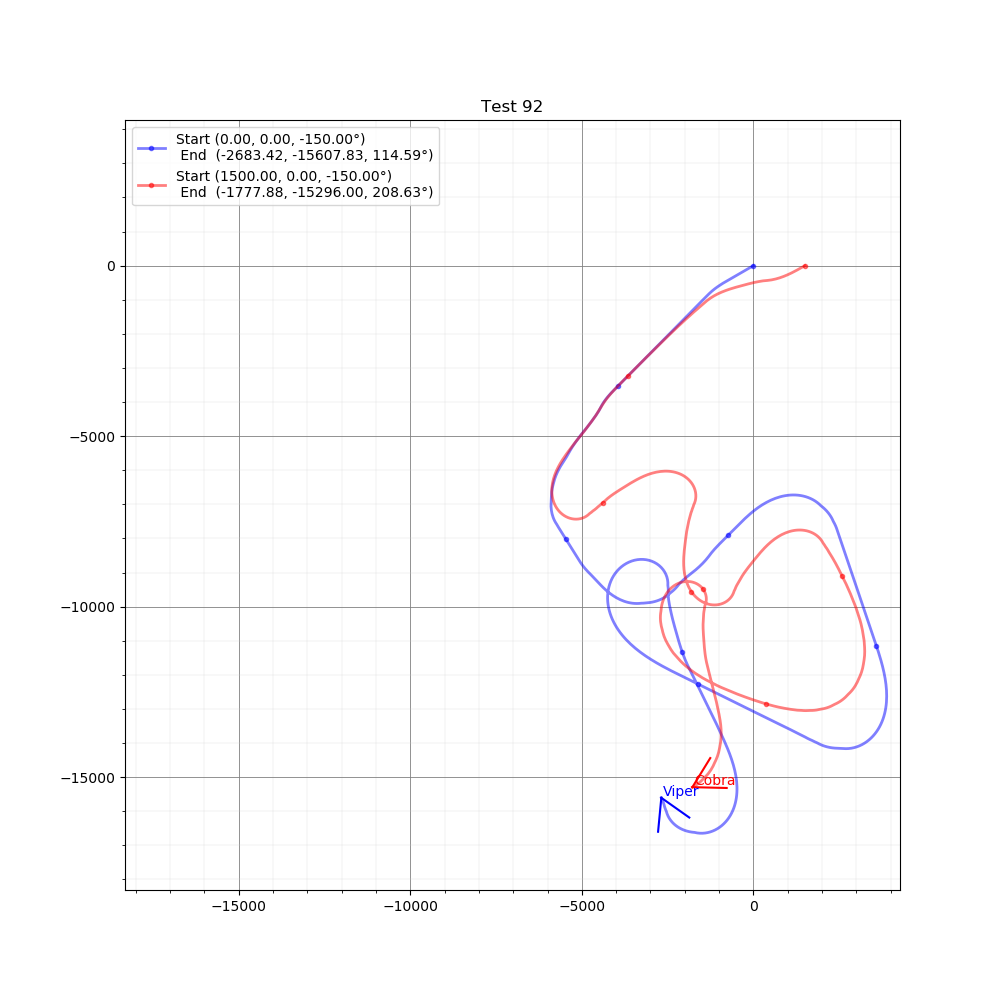 Test 92
Start (0.00, 0.00, -150.00°)
End  (-2683.42, -15607.83, 114.59°)
Start (1500.00, 0.00, -150.00°)
End  (-1777.88, -15296.00, 208.63°)
0
−5000
−10000
−15000
Cobra
Viper
−15000 −10000 −5000 0